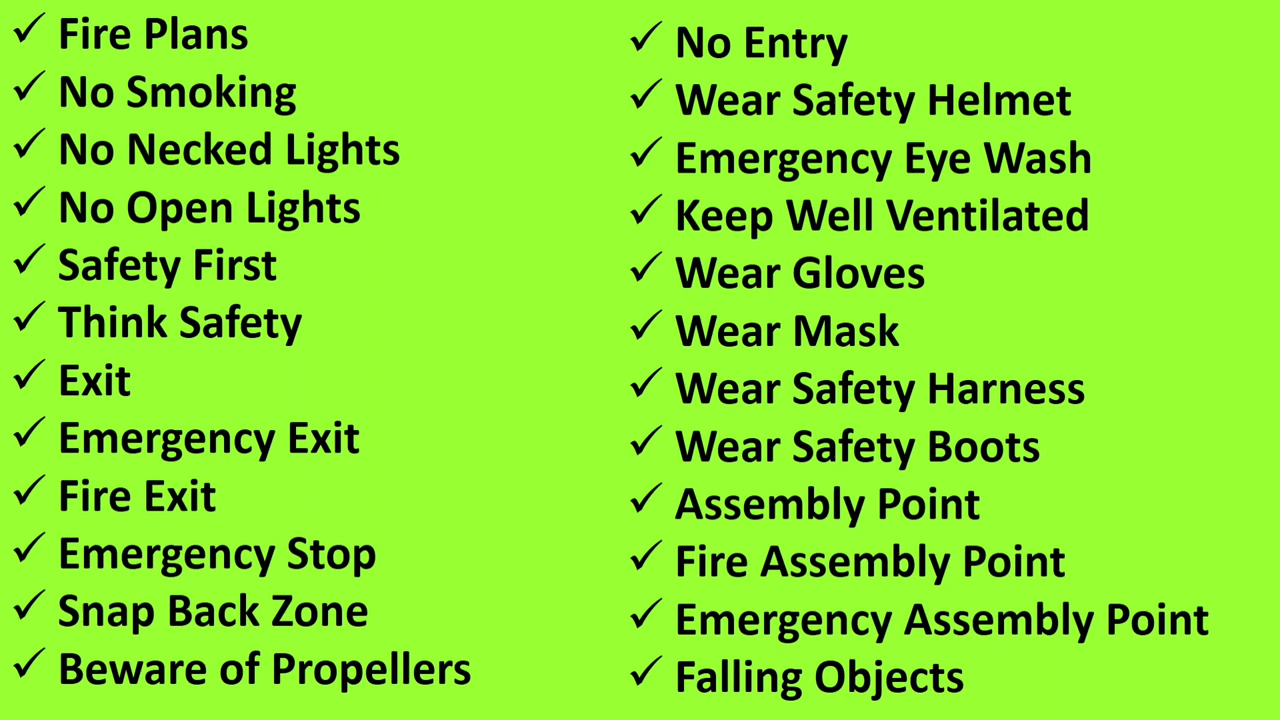 ✓ Fire Plans
✓ No Smoking
✓ No Necked Lights
✓ No Open Lights
✓ Safety First
✓ Think Safety
✓ Exit
✓ Emergency Exit
✓ Fire Exit
✓ Emergency Stop
✓ Snap Back Zone
✓ Beware of Propellers
✓ No Entry
✓ Wear Safety Helmet
✓ Emergency Eye Wash
✓ Keep Well Ventilated
✓ Wear Gloves
✓ Wear Mask
✓ Wear Safety Harness
✓ Wear Safety Boots
✓ Assembly Point
✓ Fire Assembly Point
✓ Emergency Assembly Point
✓ Falling Objects